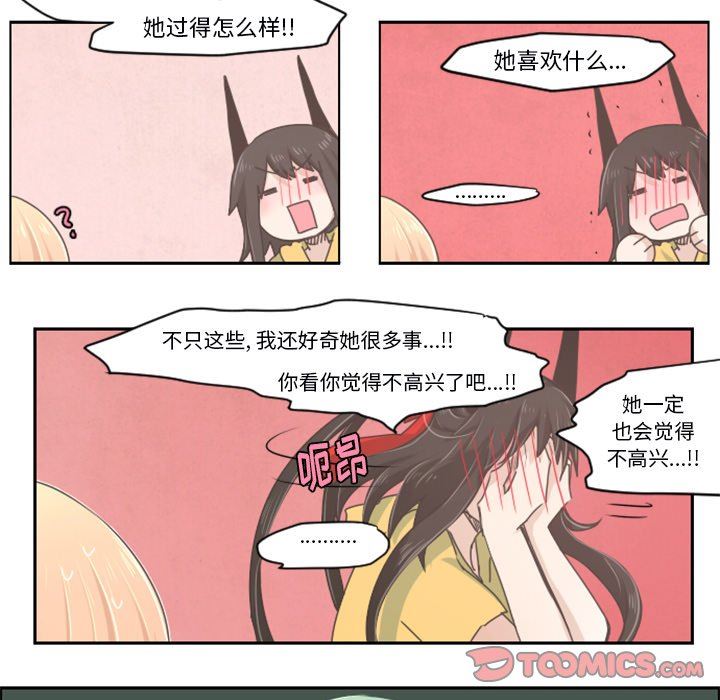 她过得怎么样!!
她喜欢什么...
?
.........
不只这些, 我还好奇她很多事...!!
你看你觉得不高兴了吧...!!
她一定
也会觉得
不高兴...!!
呃昂
..........
TOOMICS.COM